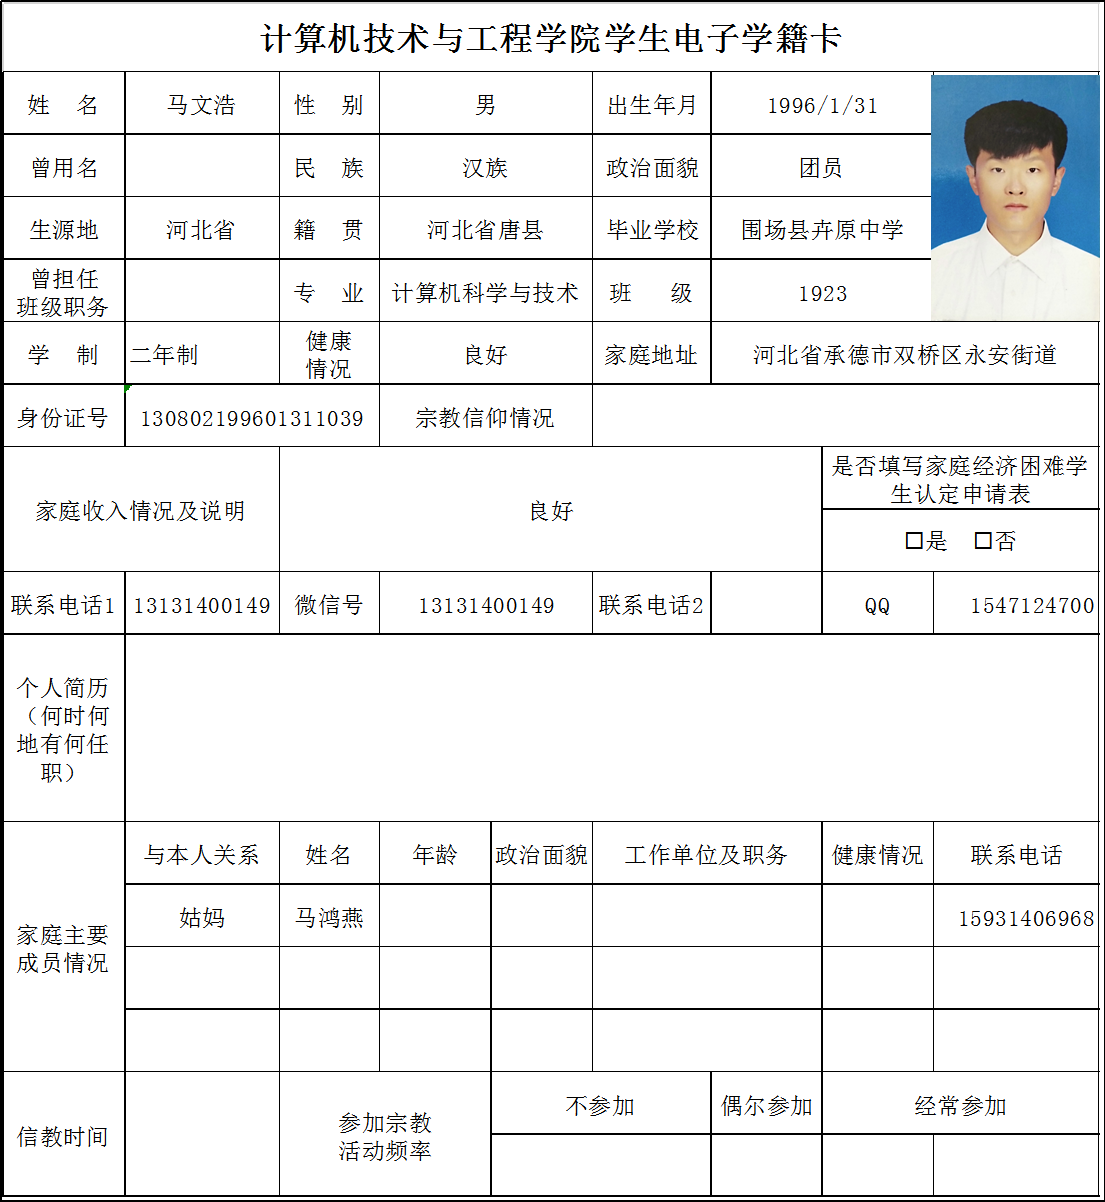 计算机技术与工程学院学生电子学籍卡
姓 名 马文浩 性 别 男 出生年月 1996/1/31
曾用名 民 族 汉族 政治面貌 团员
生源地 河北省 籍 贯 河北省唐县 毕业学校 围场县卉原中学
曾担任
班级职务 专 业 计算机科学与技术 班 级 1923
学 制 二年制 健康
情况 良好 家庭地址 河北省承德市双桥区永安街道
身份证号 130802199601311039 宗教信仰情况
家庭收入情况及说明 良好 是否填写家庭经济困难学
生认定申请表
□是 □否
联系电话1 13131400149 微信号 13131400149 联系电话2 QQ 1547124700
个人简历
（何时何
地有何任
职）
家庭主要
成员情况
与本人关系 姓名 年龄 政治面貌 工作单位及职务 健康情况 联系电话
姑妈 马鸿燕 15931406968
信教时间 参加宗教
活动频率 不参加 偶尔参加 经常参加